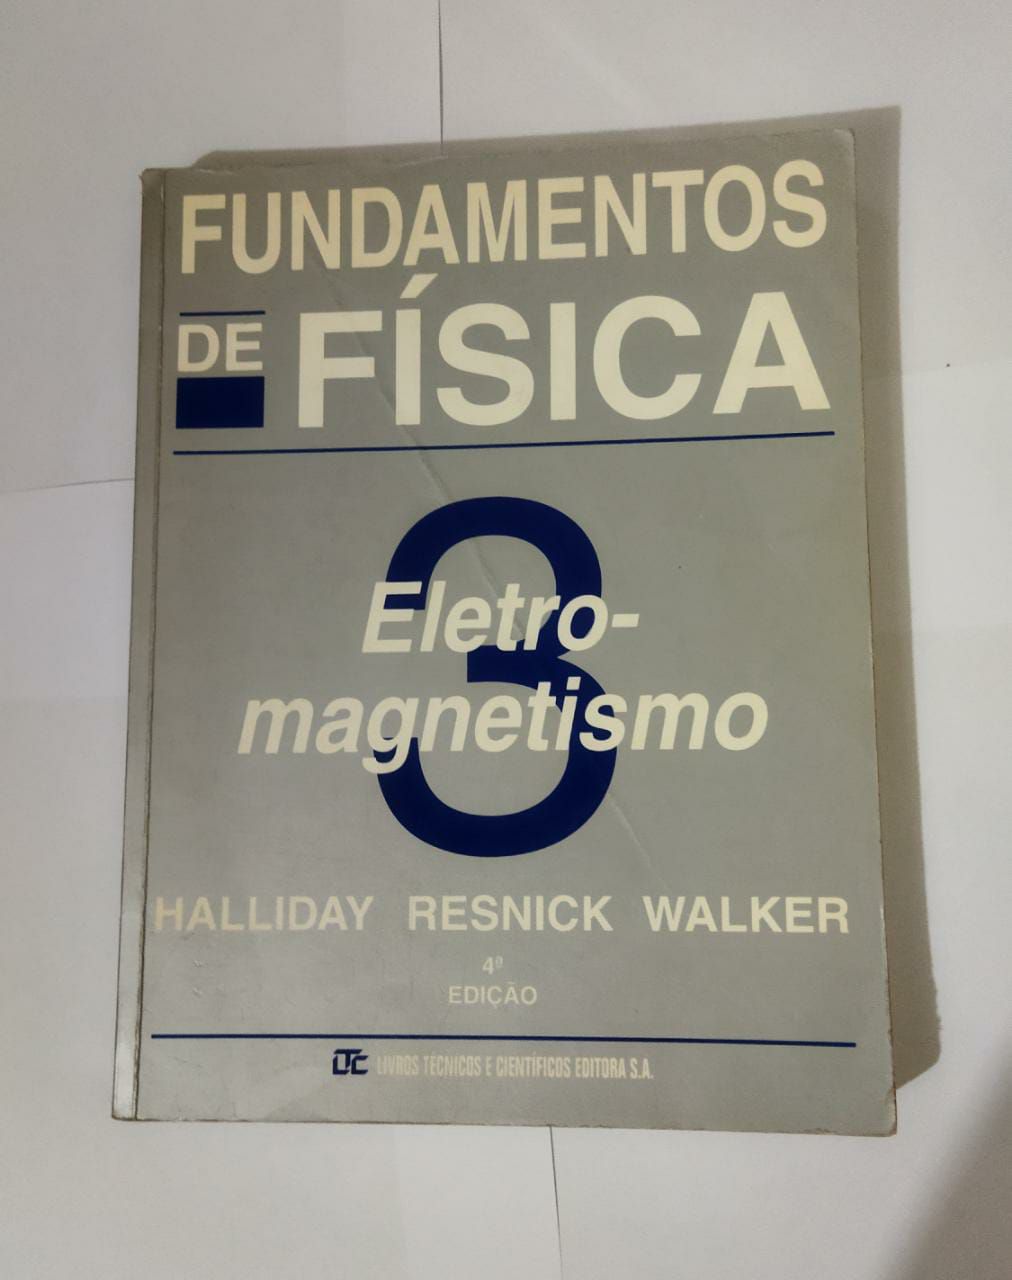 FUNDAMENTOS
DE FÍSICA
3
Eletro-
magnetismo
HALLIDAY RESNICK WALKER
4ª
EDIÇÃO
LTC LIVROS TÉCNICOS E CIENTÍFICOS EDITORA S.A.